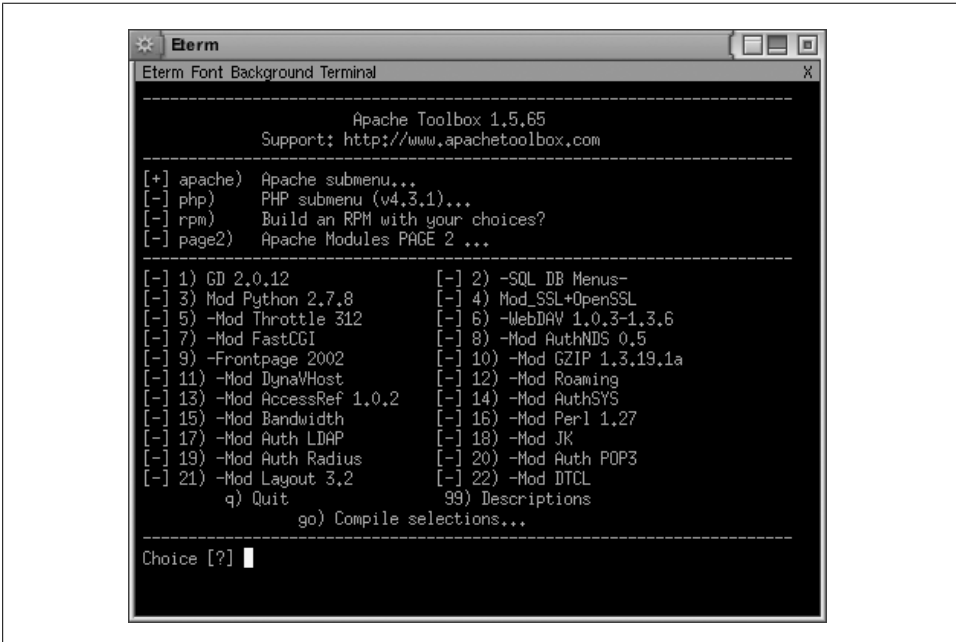 Eterm
Eterm Font Background Terminal X
--------------------------------------------------------------------------------
Apache Toolbox 1.5.65
Support: http://www.apachetoolbox.com
--------------------------------------------------------------------------------
[+] apache) Apache submenu...
[-] php) PHP submenu (v4.3.1)...
[-] rpm) Build an RPM with your choices?
[-] page2) Apache Modules PAGE 2 ...
--------------------------------------------------------------------------------
[-] 1) GD 2.0.12 [-] 2) -SQL DB Menus-
[-] 3) Mod Python 2.7.8 [-] 4) Mod_SSL+OpenSSL
[-] 5) -Mod Throttle 312 [-] 6) -WebDAV 1.0.3-1.3.6
[-] 7) -Mod FastCGI [-] 8) -Mod AuthNDS 0.5
[-] 9) -Frontpage 2002 [-] 10) -Mod GZIP 1.3.19.1a
[-] 11) -Mod DynaVHost [-] 12) -Mod Roaming
[-] 13) -Mod AccessRef 1.0.2 [-] 14) -Mod AuthSYS
[-] 15) -Mod Bandwidth [-] 16) -Mod Perl 1.27
[-] 17) -Mod Auth LDAP [-] 18) -Mod JK
[-] 19) -Mod Auth Radius [-] 20) -Mod Auth POP3
[-] 21) -Mod Layout 3.2 [-] 22) -Mod DTCL
q) Quit 99) Descriptions
go) Compile selections...
--------------------------------------------------------------------------------
Choice [?]